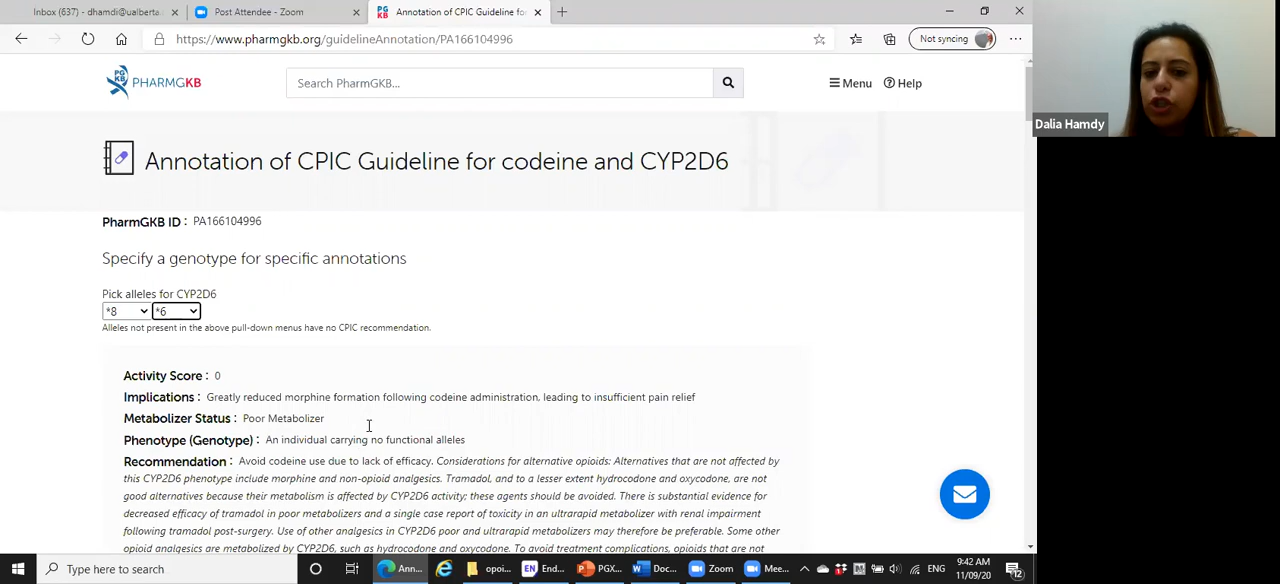 Inbox (637) - dhamdi@ualberta.
Post Attendee - Zoom
Annotation of CPIC Guideline for
https://www.pharmgkb.org/guidelineAnnotation/PA166104996
Not syncing
PHARMGKB
Search PharmGKB...
Menu
Help
Dalia Hamdy
Annotation of CPIC Guideline for codeine and CYP2D6
PharmGKB ID : PA166104996
Specify a genotype for specific annotations
Pick alleles for CYP2D6
*8 *6
Alleles not present in the above pull-down menus have no CPIC recommendation.
Activity Score : 0
Implications : Greatly reduced morphine formation following codeine administration, leading to insufficient pain relief
Metabolizer Status : Poor Metabolizer
Phenotype (Genotype) : An individual carrying no functional alleles
Recommendation : Avoid codeine use due to lack of efficacy. Considerations for alternative opioids: Alternatives that are not affected by
this CYP2D6 phenotype include morphine and non-opioid analgesics. Tramadol, and to a lesser extent hydrocodone and oxycodone, are not
good alternatives because their metabolism is affected by CYP2D6 activity; these agents should be avoided. There is substantial evidence for
decreased efficacy of tramadol in poor metabolizers and a single case report of toxicity in an ultrarapid metabolizer with renal impairment
following tramadol post-surgery. Use of other analgesics in CYP2D6 poor and ultrarapid metabolizers may therefore be preferable. Some other
opioid analgesics are metabolized by CYP2D6, such as hydrocodone and oxycodone. To avoid treatment complications, opioids that are not
Type here to search
Ann...
opoi...
End...
PGX...
Doc...
Zoom
Mee...
ENG
9:42 AM
11/09/20
12